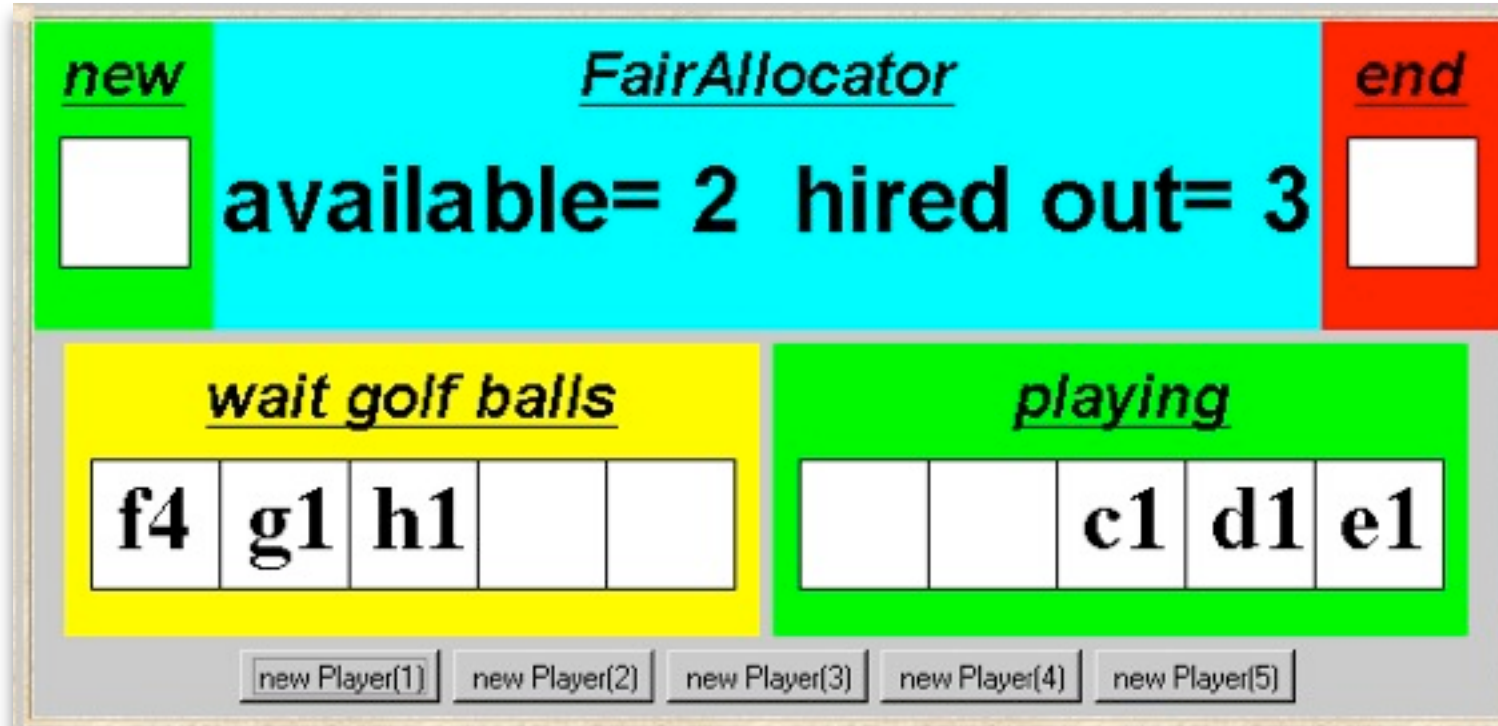 new FairAllocator end
available= 2 hired out= 3
wait golf balls playing
f4 g1 h1 c1 d1 e1
new Player(1) new Player(2) new Player(3) new Player(4) new Player(5)